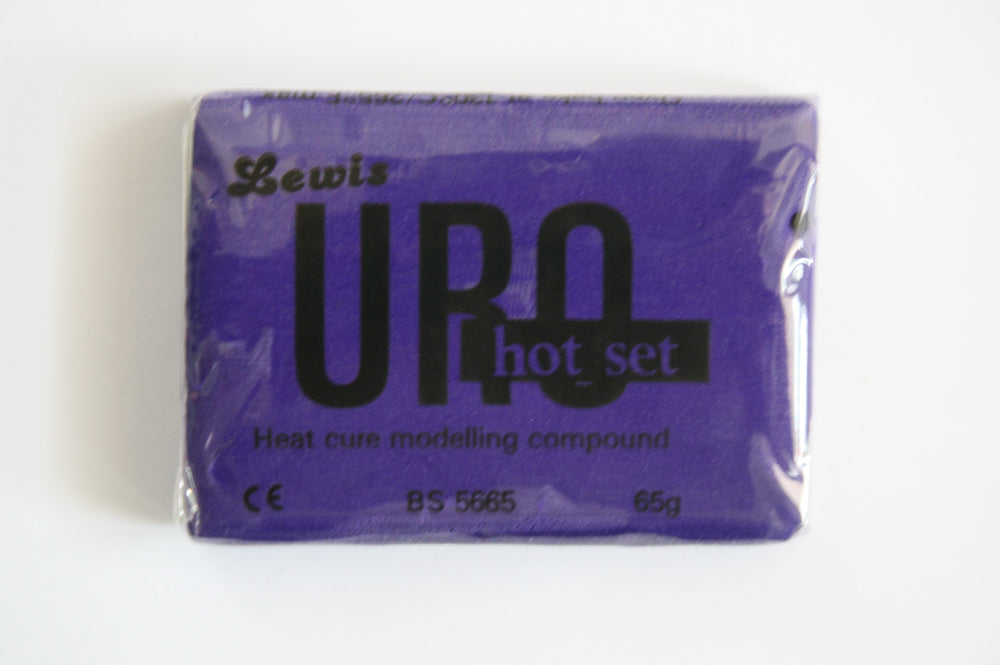 Lewis
URO
hot set
Heat cure modelling compound
CE BS 5665 65g